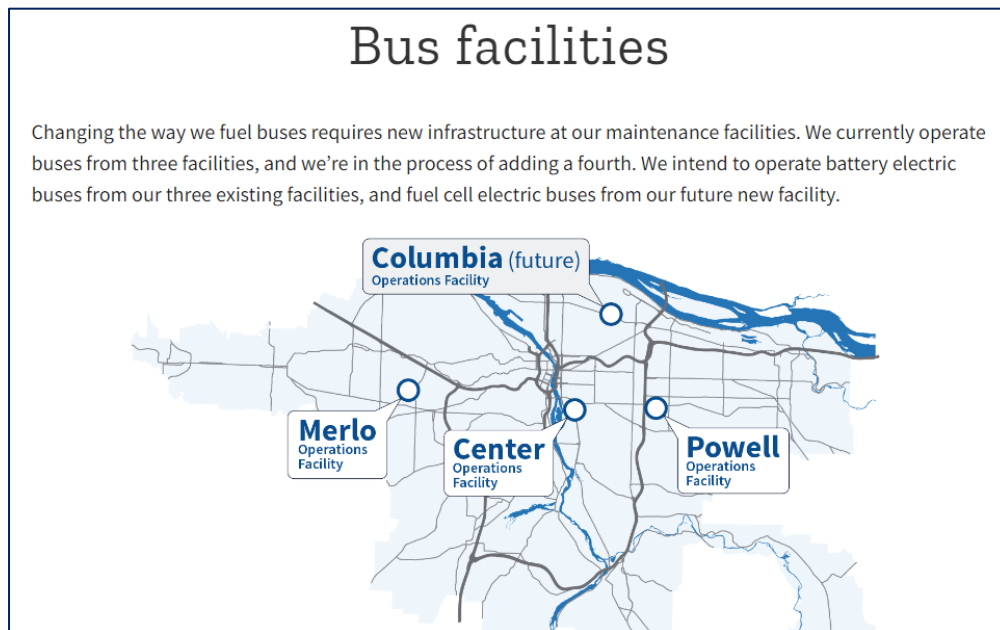 Bus facilities
Changing the way we fuel buses requires new infrastructure at our maintenance facilities. We currently operate
buses from three facilities, and we’re in the process of adding a fourth. We intend to operate battery electric
buses from our three existing facilities, and fuel cell electric buses from our future new facility.
Columbia (future)
Operations Facility
Merlo
Operations
Facility
Center
Operations
Facility
Powell
Operations
Facility